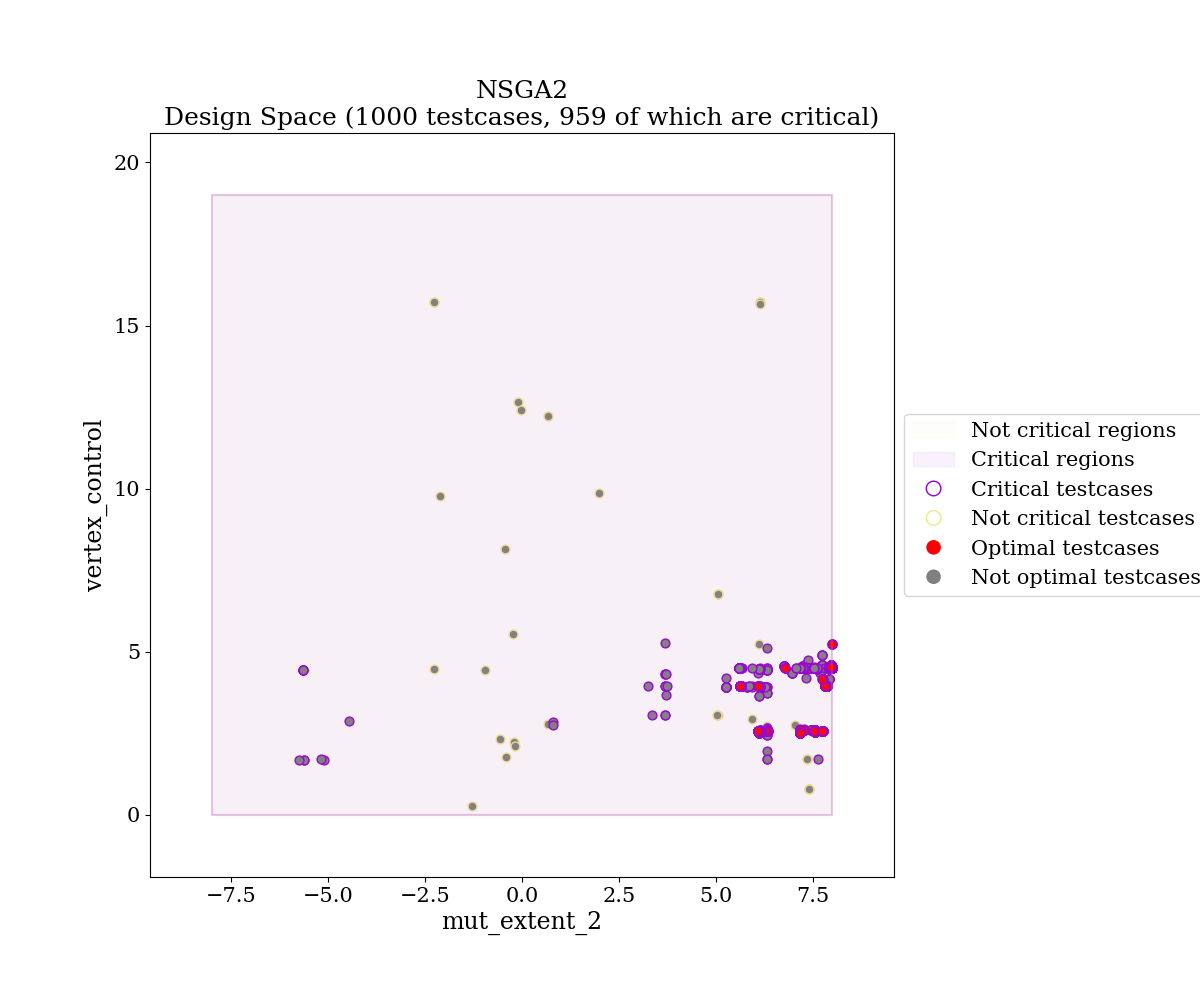 NSGA2
Design Space (1000 testcases, 959 of which are critical)
20
15
10
5
0
vertex_control
−7.5
−5.0
−2.5
0.0
2.5
5.0
7.5
mut_extent_2
Not critical regions
Critical regions
Critical testcases
Not critical testcases
Optimal testcases
Not optimal testcases